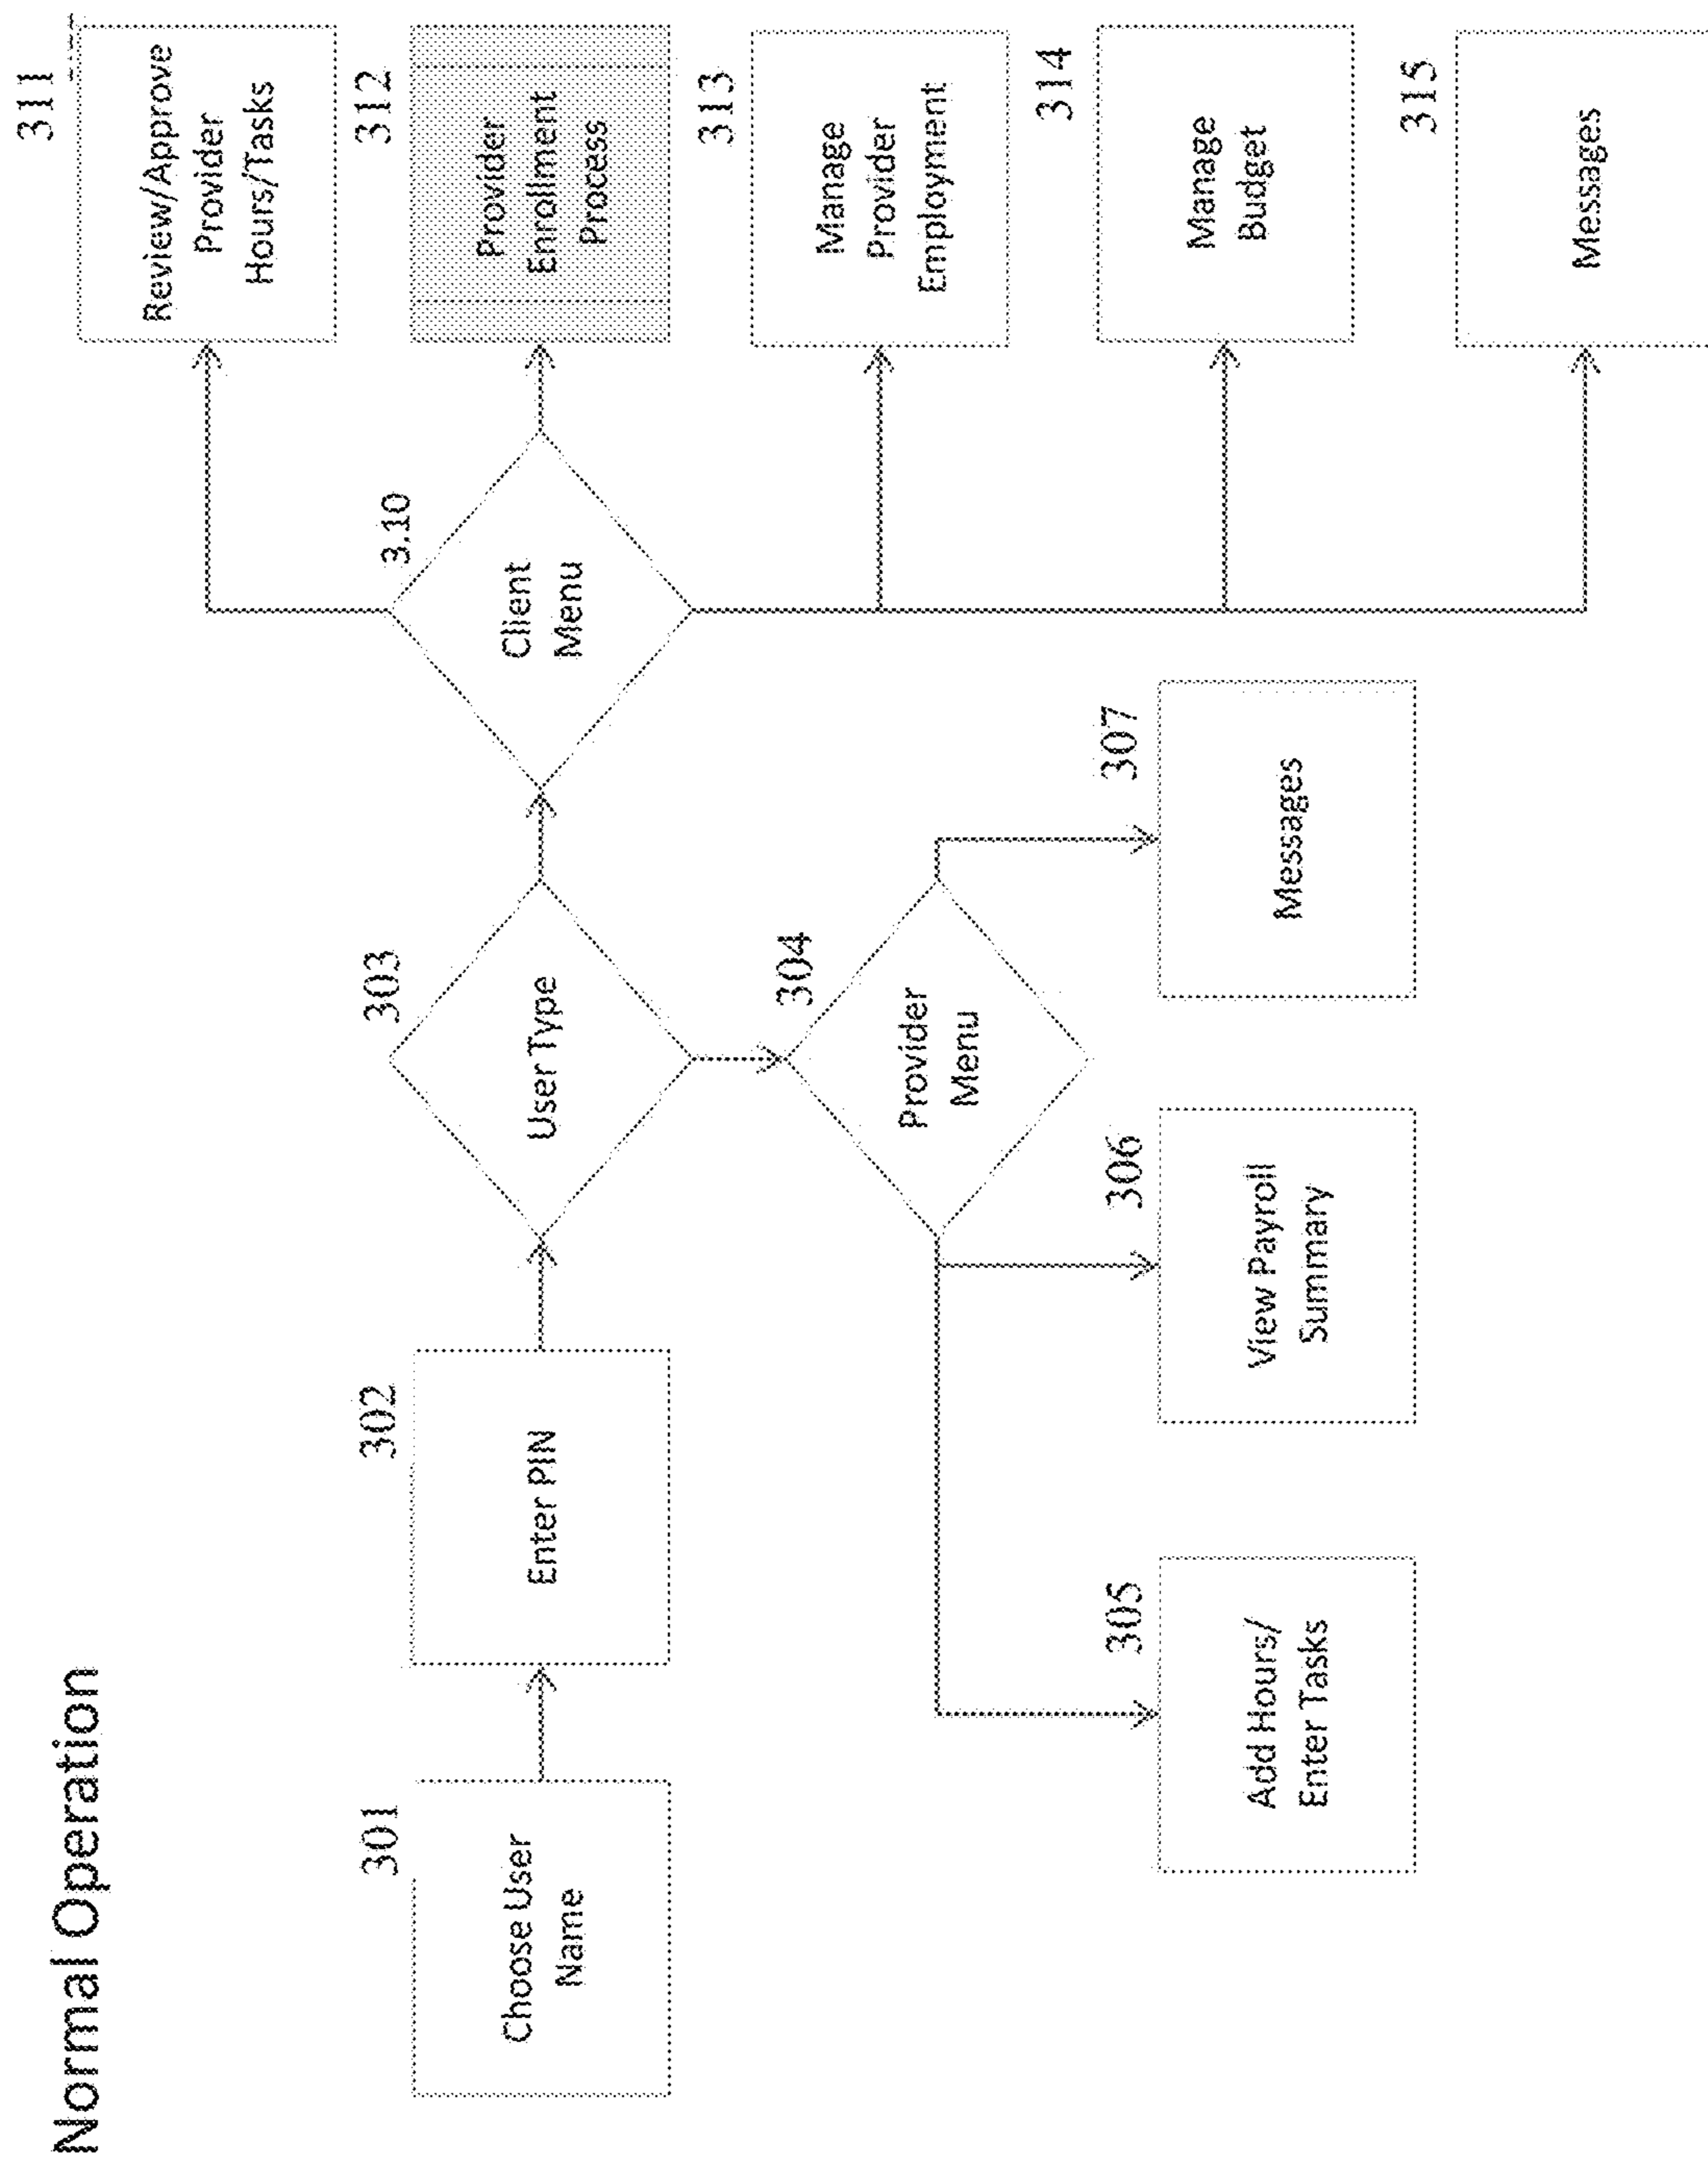 Normal Operation
301
Choose User
Name
302
Enter PIN
303
User Type
304
Provider
Menu
305
Add Hours/
Enter Tasks
306
View Payroll
Summary
307
Messages
3.10
Client
Menu
311
Review/Approve
Provider
Hours/Tasks
312
Provider
Enrollment
Process
313
Manage
Provider
Employment
314
Manage
Budget
315
Messages